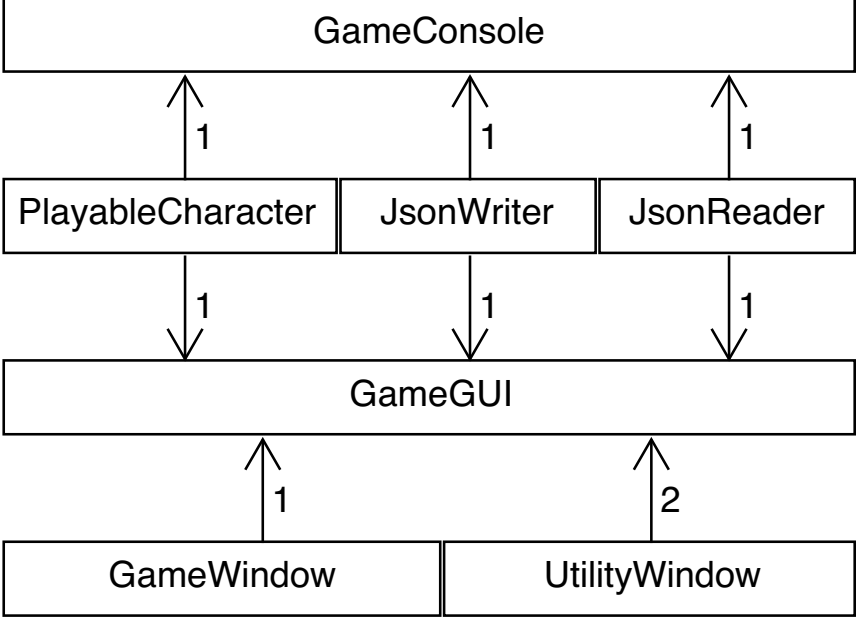 GameConsole
1 1 1
PlayableCharacter JsonWriter JsonReader
1 1 1
GameGUI
1 2
GameWindow UtilityWindow